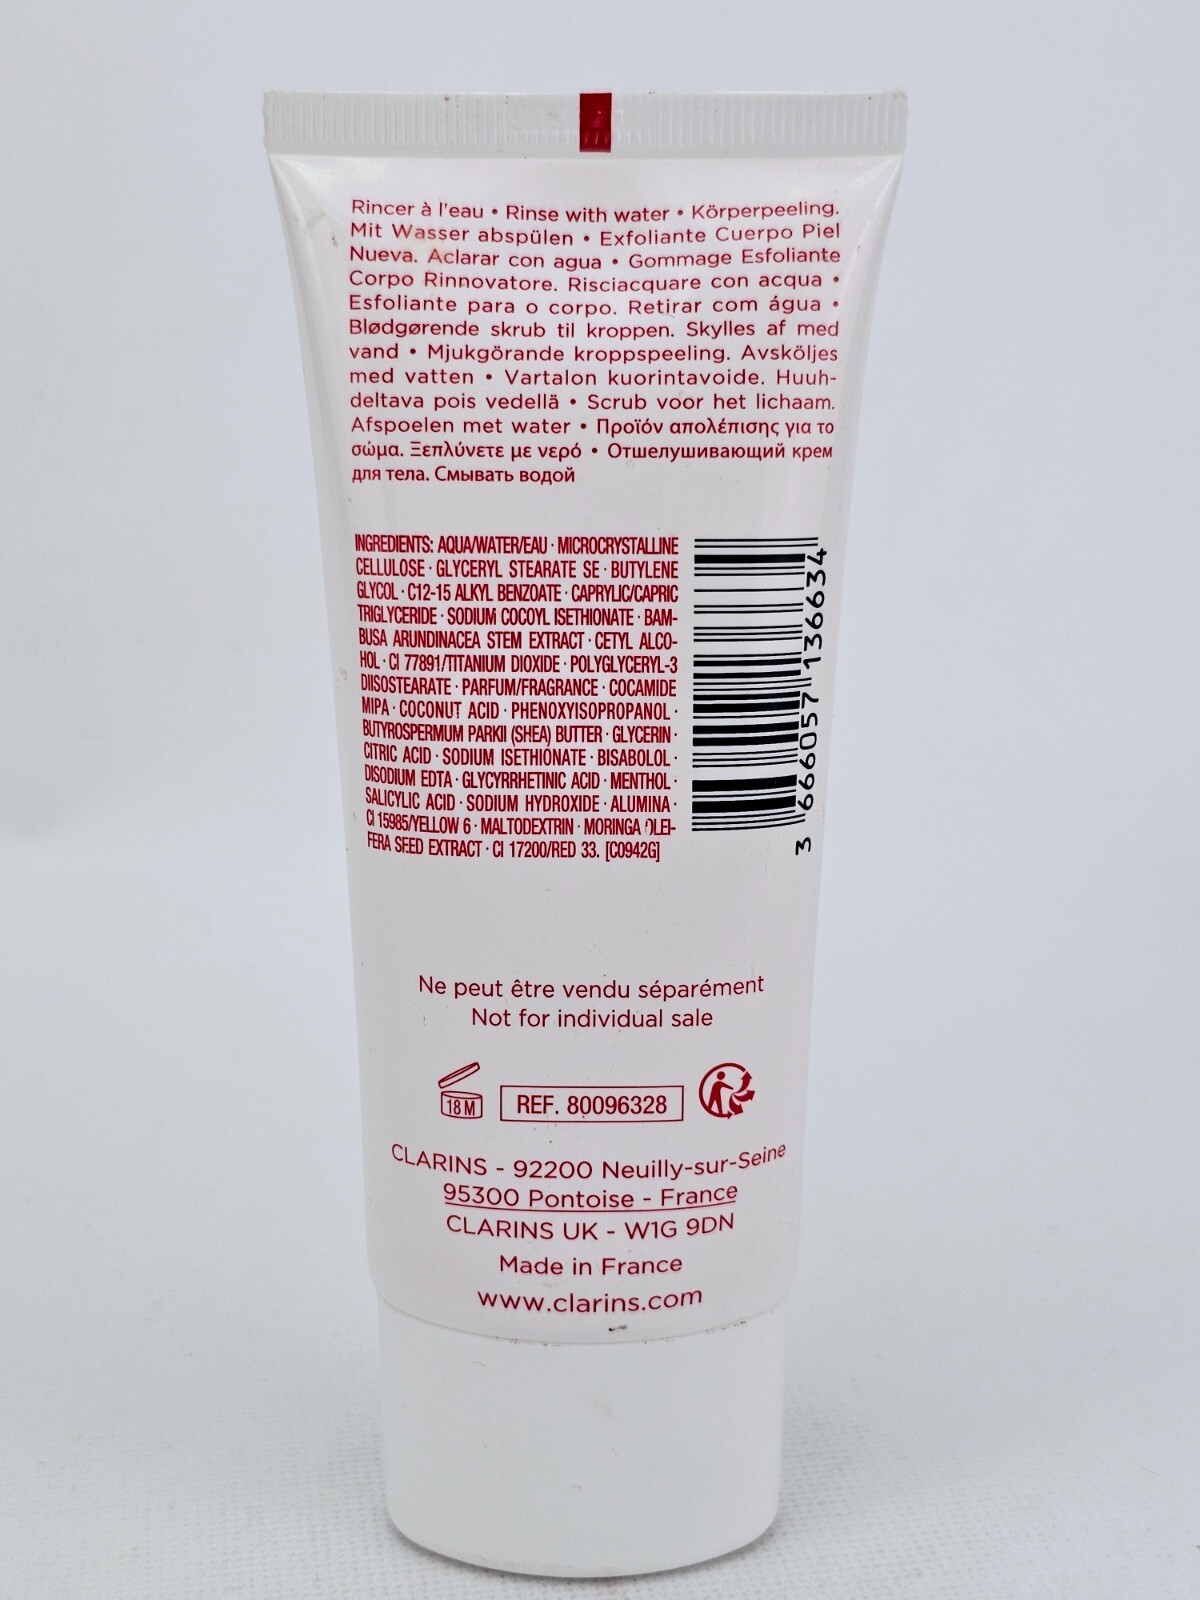 Rincer à l'eau • Rinse with water • Körperpeeling.
Mit Wasser abspülen • Exfoliante Cuerpo Piel
Nueva. Aclarar con agua • Gommage Esfoliante
Corpo Rinnovatore. Risciacquare con acqua •
Esfoliante para o corpo. Retirar com água •
Blødgørende skrub til kroppen. Skylles af med
vand • Mjukgörande kroppspeeling. Avsköljes
med vatten • Vartalon kuorintavoide. Huuh-
deltava pois vedellä • Scrub voor het lichaam.
Afspoelen met water • Προϊόν απολέπισης για το
σώμα. Ξεπλύνετε με νερό • Отшелушивающий крем
для тела. Смывать водой
INGREDIENTS: AQUA/WATER/EAU · MICROCRYSTALLINE
CELLULOSE · GLYCERYL STEARATE SE · BUTYLENE
GLYCOL · C12-15 ALKYL BENZOATE · CAPRYLIC/CAPRIC
TRIGLYCERIDE · SODIUM COCOYL ISETHIONATE · BAM-
BUSA ARUNDINACEA STEM EXTRACT · CETYL ALCO-
HOL · CI 77891/TITANIUM DIOXIDE · POLYGLYCERYL-3
DIISOSTEARATE · PARFUM/FRAGRANCE · COCAMIDE
MIPA · COCONUT ACID · PHENOXYISOPROPANOL ·
BUTYROSPERMUM PARKII (SHEA) BUTTER · GLYCERIN ·
CITRIC ACID · SODIUM ISETHIONATE · BISABOLOL ·
DISODIUM EDTA · GLYCYRRHETINIC ACID · MENTHOL ·
SALICYLIC ACID · SODIUM HYDROXIDE · ALUMINA ·
CI 15985/YELLOW 6 · MALTODEXTRIN · MORINGA OLEI-
FERA SEED EXTRACT · CI 17200/RED 33. [C0942G]
3 666057 136634
Ne peut être vendu séparément
Not for individual sale
18 M
REF. 80096328
CLARINS - 92200 Neuilly-sur-Seine
95300 Pontoise - France
CLARINS UK - W1G 9DN
Made in France
www.clarins.com